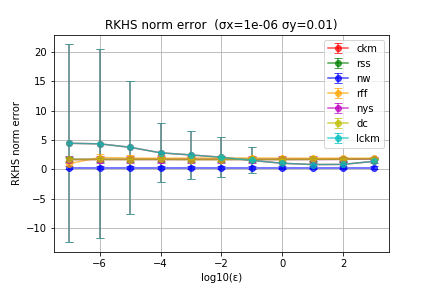 RKHS norm error  (σx=1e-06 σy=0.01)
RKHS norm error
20
15
10
5
0
−5
−10
ckm
rss
nw
rff
nys
dc
lckm
−6
−4
−2
0
2
log10(ε)